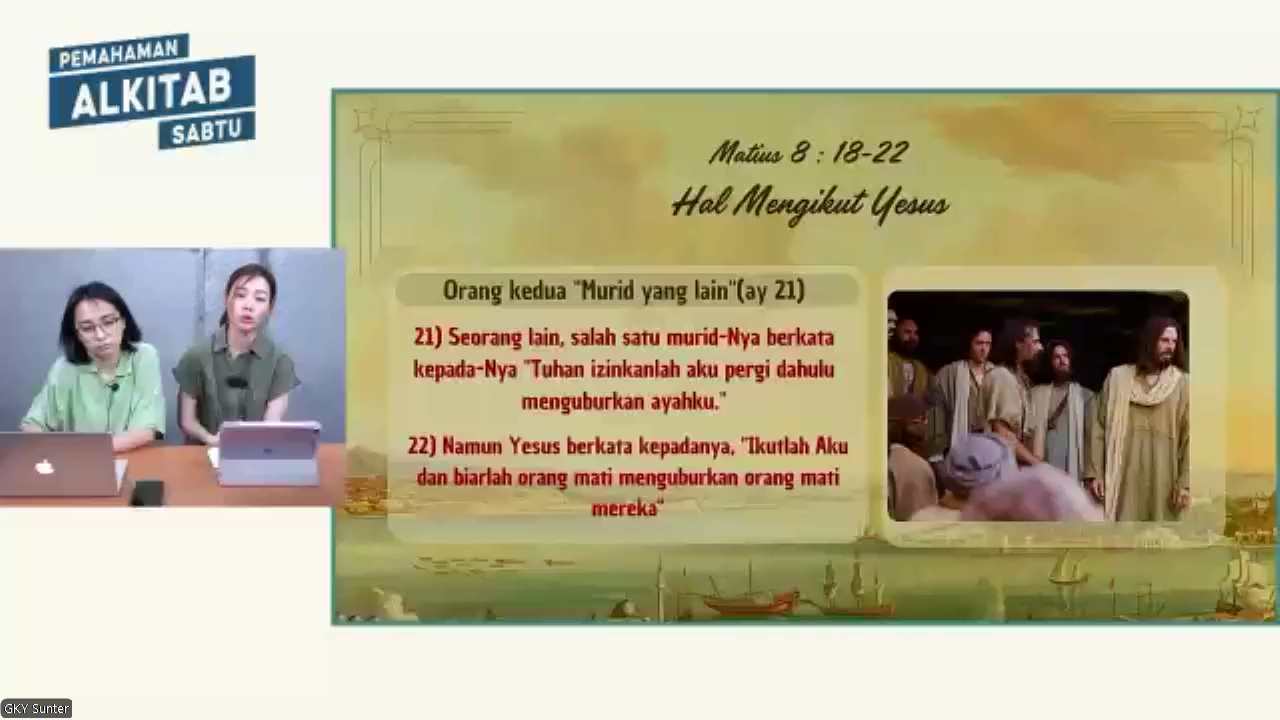 PEMAHAMAN
ALKITAB
SABTU
Matius 8 : 18-22
Hal Mengikut Yesus
Orang kedua "Murid yang lain"(ay 21)
21) Seorang lain, salah satu murid-Nya berkata
kepada-Nya "Tuhan izinkanlah aku pergi dahulu
menguburkan ayahku."
22) Namun Yesus berkata kepadanya, "Ikutlah Aku
dan biarlah orang mati menguburkan orang mati
mereka"
GKY Sunter